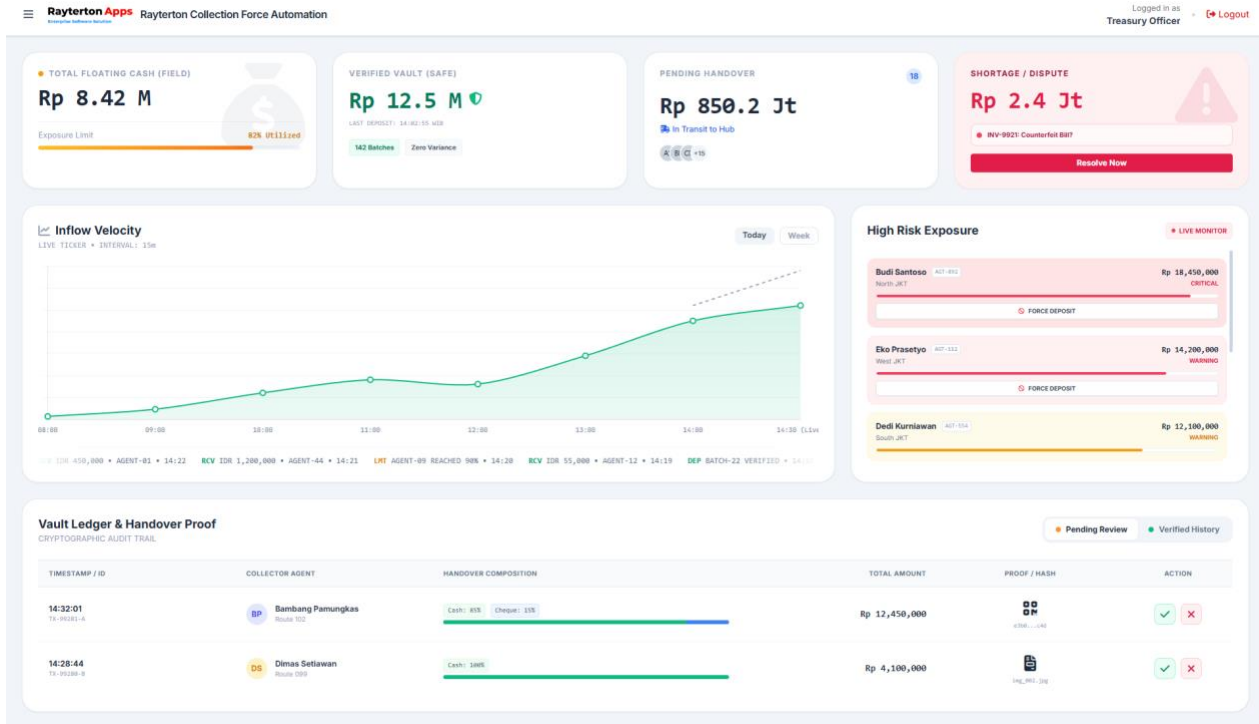 Rayterton Apps
Enterprise Software Solution
Rayterton Collection Force Automation
Logged in as
Treasury Officer
Logout
TOTAL FLOATING CASH (FIELD)
Rp 8.42 M
Exposure Limit
82% Utilized
VERIFIED VAULT (SAFE)
Rp 12.5 M
LAST DEPOSIT: 14:02:55 WIB
142 Batches
Zero Variance
PENDING HANDOVER
18
Rp 850.2 Jt
In Transit to Hub
+15
SHORTAGE / DISPUTE
Rp 2.4 Jt
INV-9921: Counterfeit Bill?
Resolve Now
Inflow Velocity
LIVE TICKER • INTERVAL: 15m
Today
Week
08:00 09:00 10:00 11:00 12:00 13:00 14:00 14:30 (Live
IDR 450,000 • AGENT-01 • 14:22 RCV IDR 1,200,000 • AGENT-44 • 14:21 LMT AGENT-09 REACHED 90% • 14:20 RCV IDR 55,000 • AGENT-12 • 14:19 DEP BATCH-22 VERIFIED •
High Risk Exposure
LIVE MONITOR
Budi Santoso
Rp 18,450,000
North JKT
CRITICAL
FORCE DEPOSIT
Eko Prasetyo
Rp 14,200,000
West JKT
WARNING
FORCE DEPOSIT
Dedi Kurniawan
Rp 12,100,000
South JKT
WARNING
Vault Ledger & Handover Proof
CRYPTOGRAPHIC AUDIT TRAIL
Pending Review
Verified History
TIMESTAMP / ID COLLECTOR AGENT HANDOVER COMPOSITION TOTAL AMOUNT PROOF / HASH ACTION
14:32:01
TX-99281-A
BP
Bambang Pamungkas
Route 102
Cash: 85%
Cheque: 15%
Rp 12,450,000
14:28:44
TX-99280-B
DS
Dimas Setiawan
Route 089
Cash: 100%
Rp 4,100,000